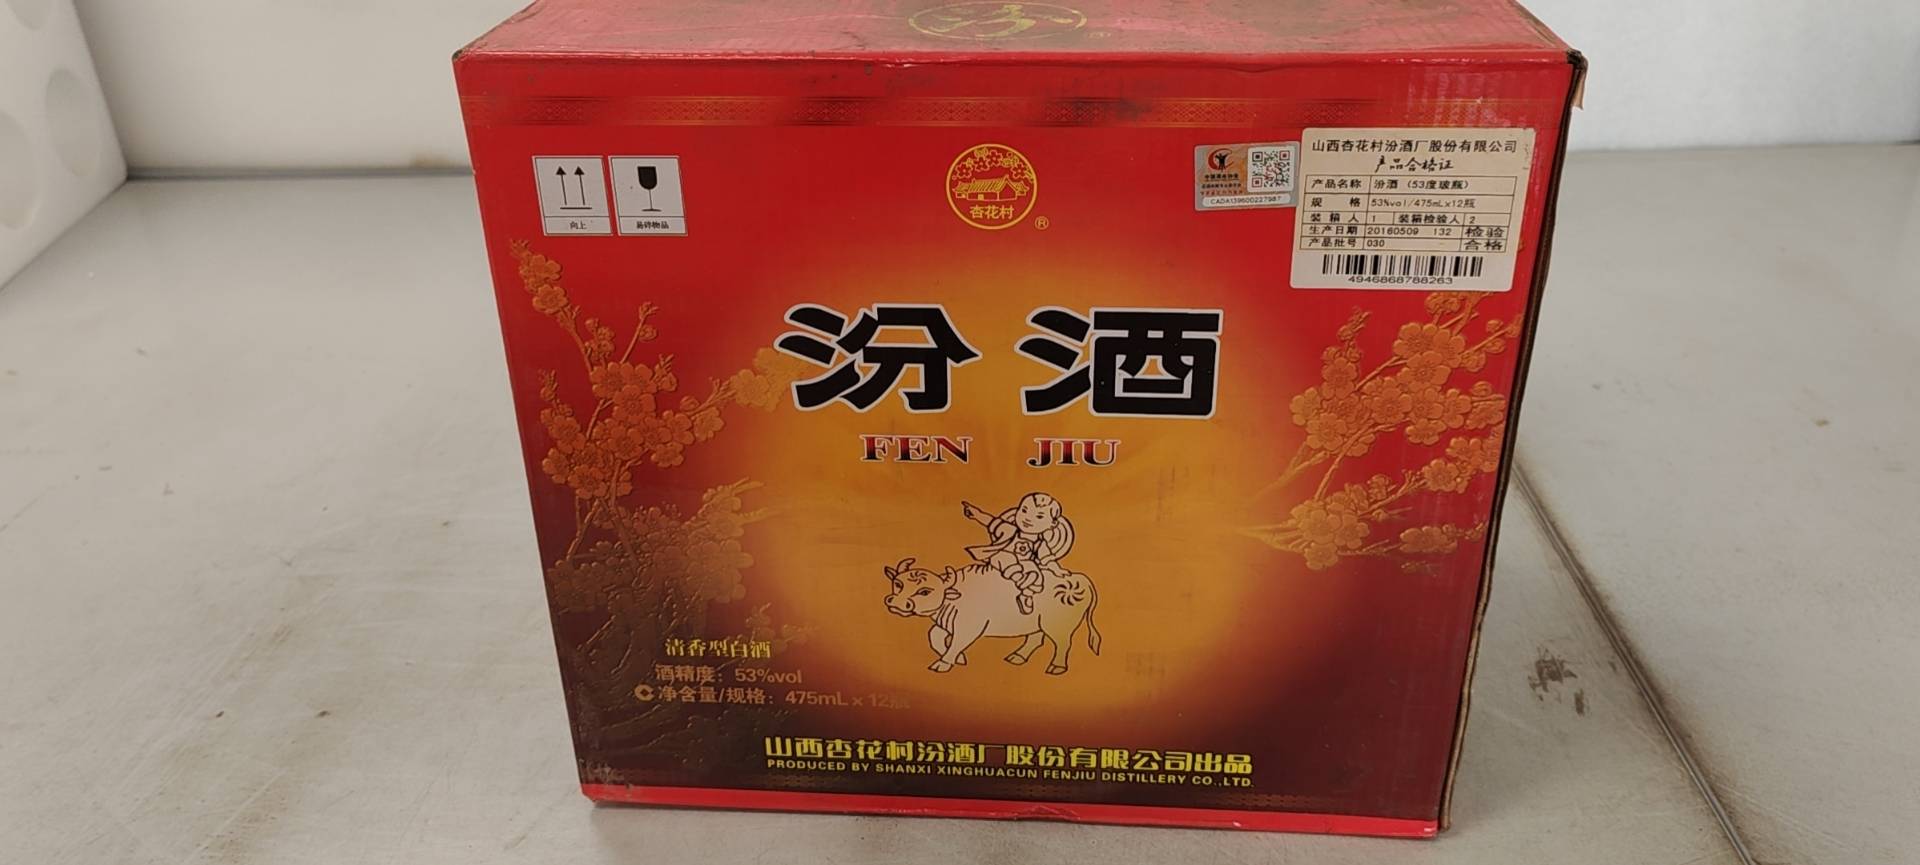 汾
向上
易碎物品
杏花村
®
CADA139600227987
山西杏花村汾酒厂股份有限公司
产品合格证
产品名称 汾酒（53度玻瓶）
规 格 53%vol/475mL×12瓶
装箱人 1 装箱检验人 2
生产日期 20160509 132 检验
产品批号 030 合格
4946868788263
汾酒
FEN JIU
清香型白酒
酒精度：53%vol
C净含量/规格：475mL×12瓶
山西杏花村汾酒厂股份有限公司出品
PRODUCED BY SHANXI XINGHUACUN FENJIU DISTILLERY CO.,LTD.